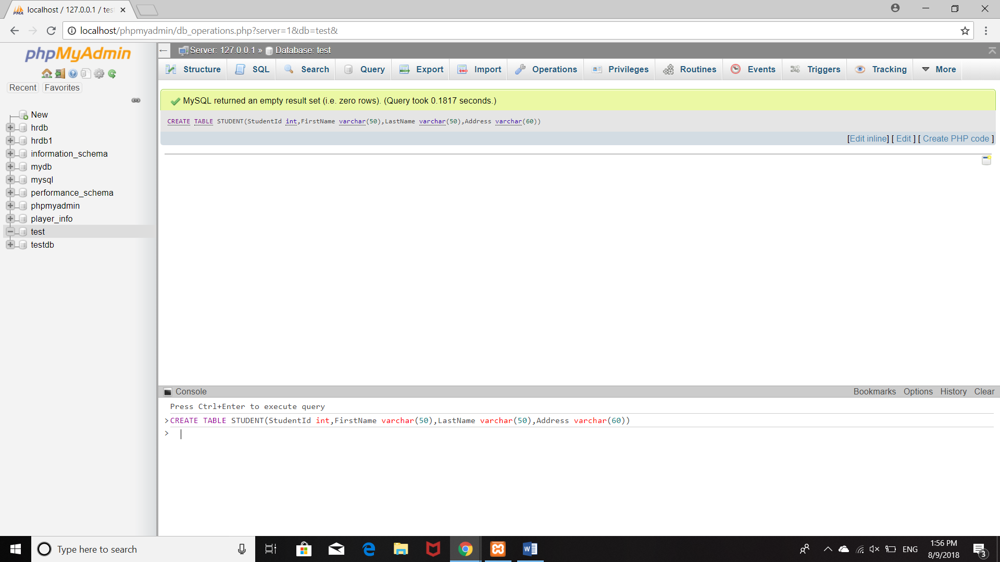 localhost / 127.0.0.1 / tes
localhost/phpmyadmin/db_operations.php?server=1&db=test&
phpMyAdmin
Recent Favorites
New
hrdb
hrdb1
information_schema
mydb
mysql
performance_schema
phpmyadmin
player_info
test
testdb
Server: 127.0.0.1 » Database: test
Structure SQL Search Query Export Import Operations Privileges Routines Events Triggers Tracking More
MySQL returned an empty result set (i.e. zero rows). (Query took 0.1817 seconds.)
CREATE TABLE STUDENT(StudentId int,FirstName varchar(50),LastName varchar(50),Address varchar(60))
[Edit inline] [ Edit ] [ Create PHP code ]
Console Bookmarks Options History Clear
Press Ctrl+Enter to execute query
>CREATE TABLE STUDENT(StudentId int,FirstName varchar(50),LastName varchar(50),Address varchar(60))
>
Type here to search
ENG
1:56 PM
8/9/2018
3